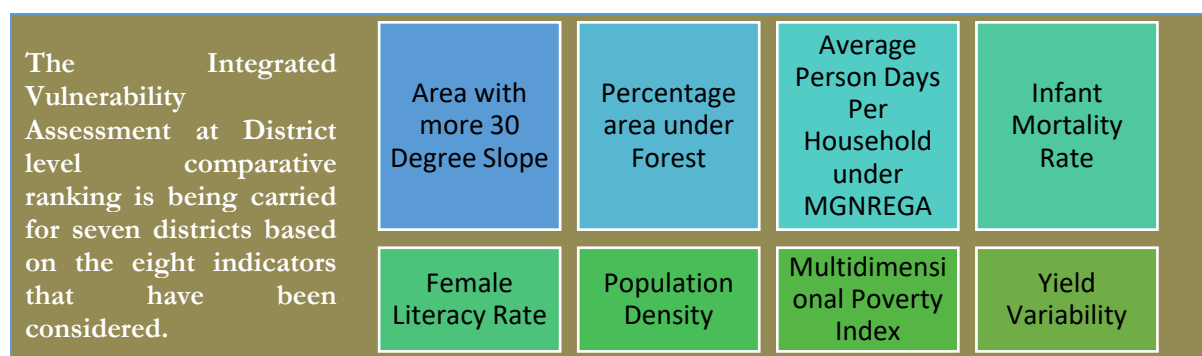 The Integrated
Vulnerability
Assessment at District
level comparative
ranking is being carried
for seven districts based
on the eight indicators
that have been
considered.
Area with
more 30
Degree Slope
Percentage
area under
Forest
Average
Person Days
Per
Household
under
MGNREGA
Infant
Mortality
Rate
Female
Literacy Rate
Population
Density
Multidimensi
onal Poverty
Index
Yield
Variability